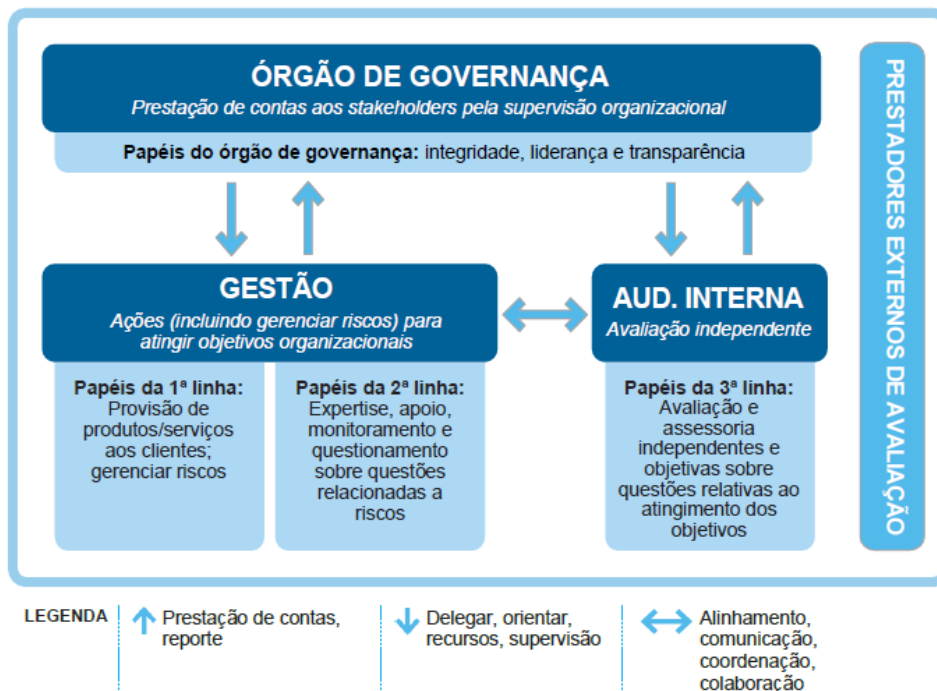 ÓRGÃO DE GOVERNANÇA
Prestação de contas aos stakeholders pela supervisão organizacional
Papéis do órgão de governança: integridade, liderança e transparência
GESTÃO
Ações (incluindo gerenciar riscos) para
atingir objetivos organizacionais
Papéis da 1ª linha:
Provisão de
produtos/serviços
aos clientes;
gerenciar riscos
Papéis da 2ª linha:
Expertise, apoio,
monitoramento e
questionamento
sobre questões
relacionadas a
riscos
AUD. INTERNA
Avaliação independente
Papéis da 3ª linha:
Avaliação e
assessoria
independentes e
objetivas sobre
questões relativas ao
atingimento dos
objetivos
PRESTADORES EXTERNOS DE AVALIAÇÃO
LEGENDA
Prestação de contas,
reporte
Delegar, orientar,
recursos, supervisão
Alinhamento,
comunicação,
coordenação,
colaboração